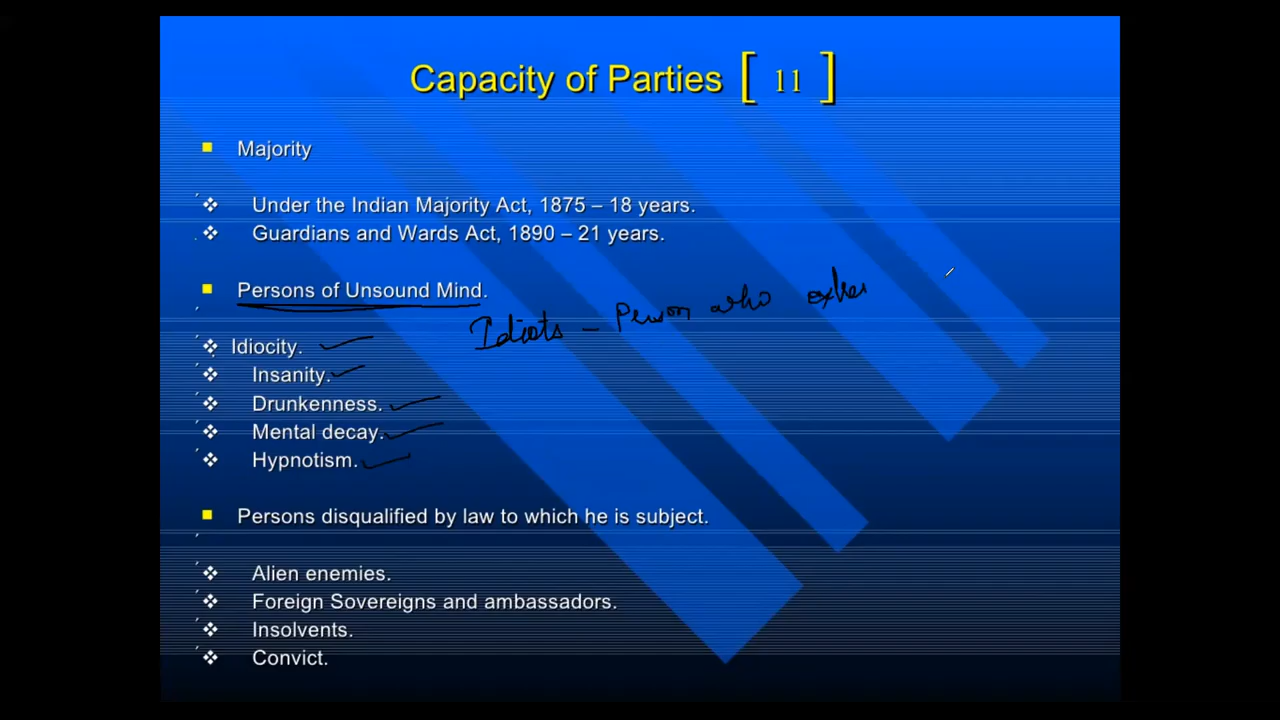 Capacity of Parties [ 11 ]
Majority
Under the Indian Majority Act, 1875 – 18 years.
Guardians and Wards Act, 1890 – 21 years.
Persons of Unsound Mind.
Idiots – Person who
Idiocity.
Insanity.
Drunkenness.
Mental decay.
Hypnotism.
Persons disqualified by law to which he is subject.
Alien enemies.
Foreign Sovereigns and ambassadors.
Insolvents.
Convict.